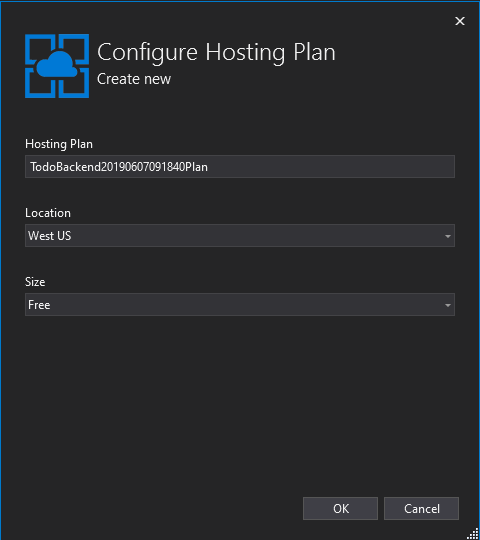 Configure Hosting Plan
Create new
Hosting Plan
TodoBackend20190607091840Plan
Location
West US
Size
Free
OK
Cancel